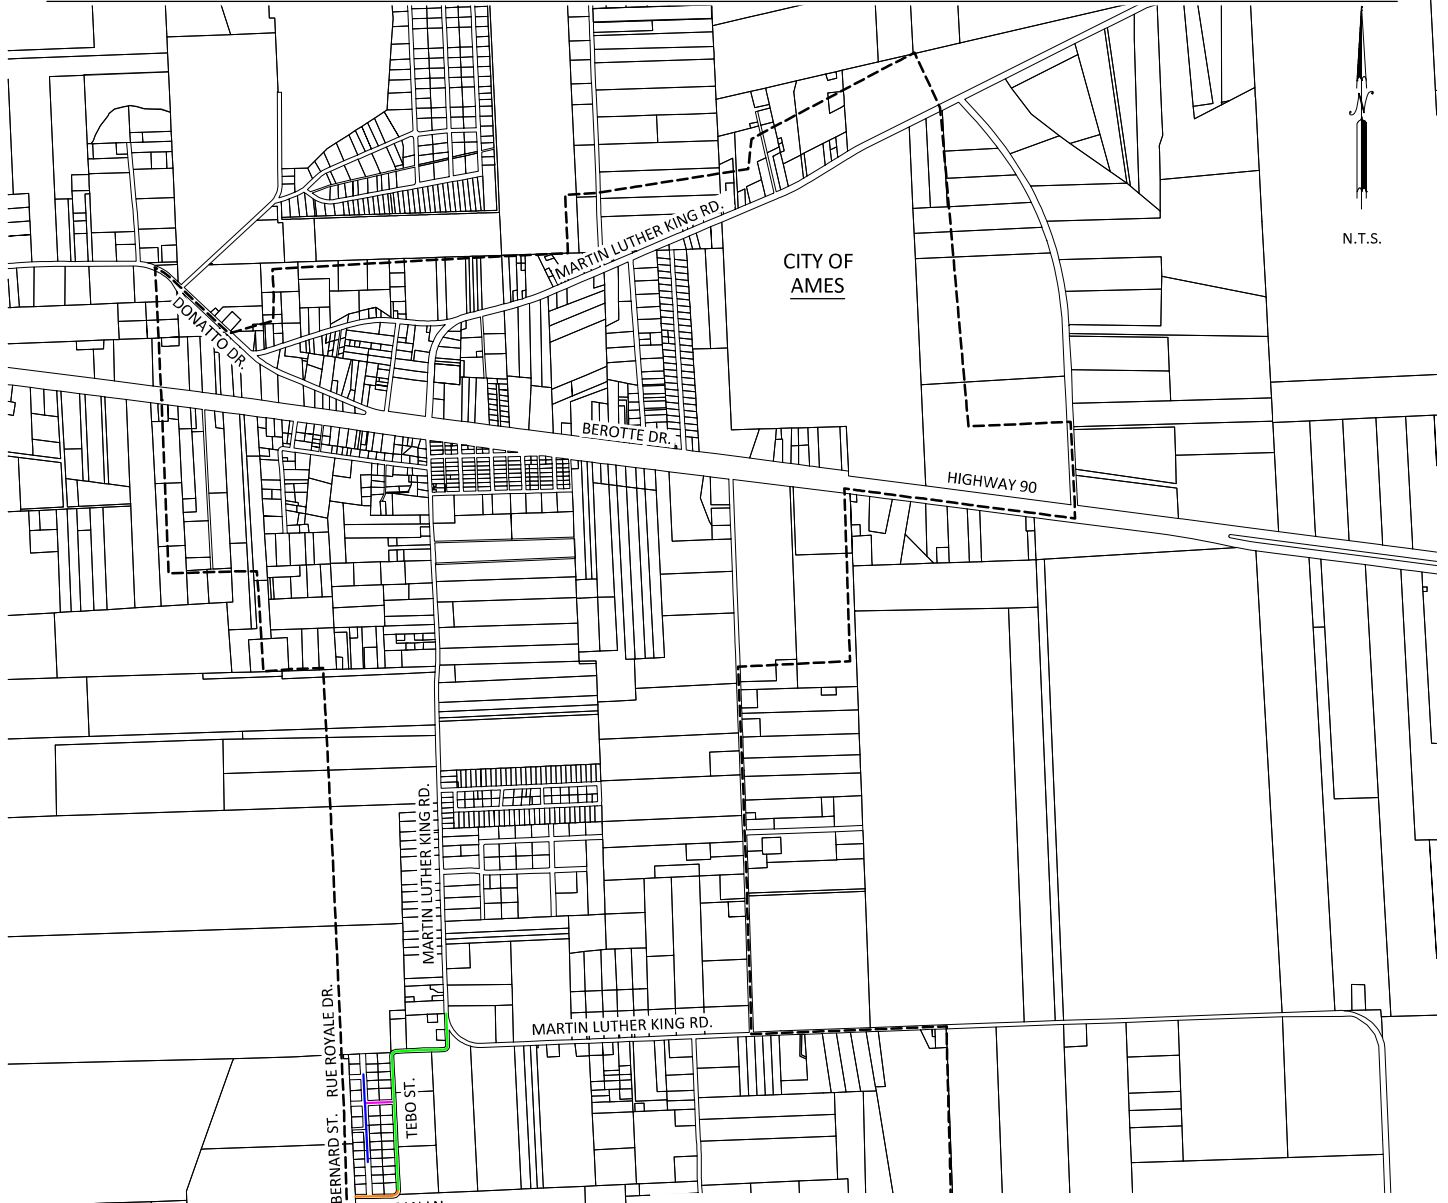 N
N.T.S.
MARTIN LUTHER KING RD.
CITY OF
AMES
DONATTO DR.
BEROTTE DR.
HIGHWAY 90
MARTIN LUTHER KING RD.
MARTIN LUTHER KING RD.
RUE ROYALE DR.
TEBO ST.
BERNARD ST.